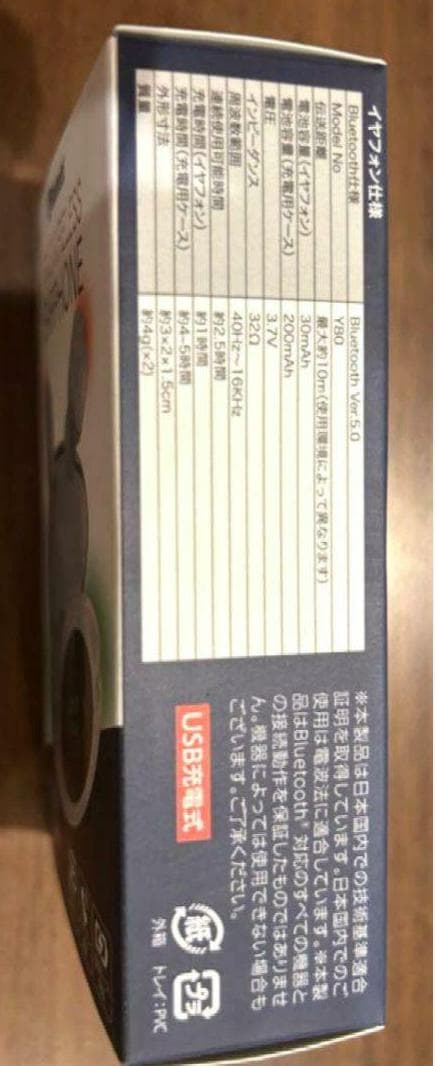 イヤフォン仕様
Bluetooth仕様 Bluetooth Ver.5.0
Model No Y80
伝送距離 最大約10m(使用環境によって異なります)
電池容量(イヤフォン) 30mAh
電池容量(充電用ケース) 200mAh
電圧 3.7V
インピーダンス 32Ω
周波数範囲 40Hz～16KHz
連続使用可能時間 約2.5時間
充電時間(イヤフォン) 約1時間
充電時間(充電用ケース) 約4-5時間
外形寸法 約3×2×1.5cm
質量 約4g(×2)
※本製品は日本国内での技術基準適合
証明を取得しています。日本国内でのご
使用は電波法に適合しています。※本製
品はBluetooth® 対応のすべての機器と
の接続動作を保証したものではありませ
ん。機器によっては使用できない場合も
ございます。ご了承ください。
USB充電式
紙
プラ
外箱 トレイ:PVC